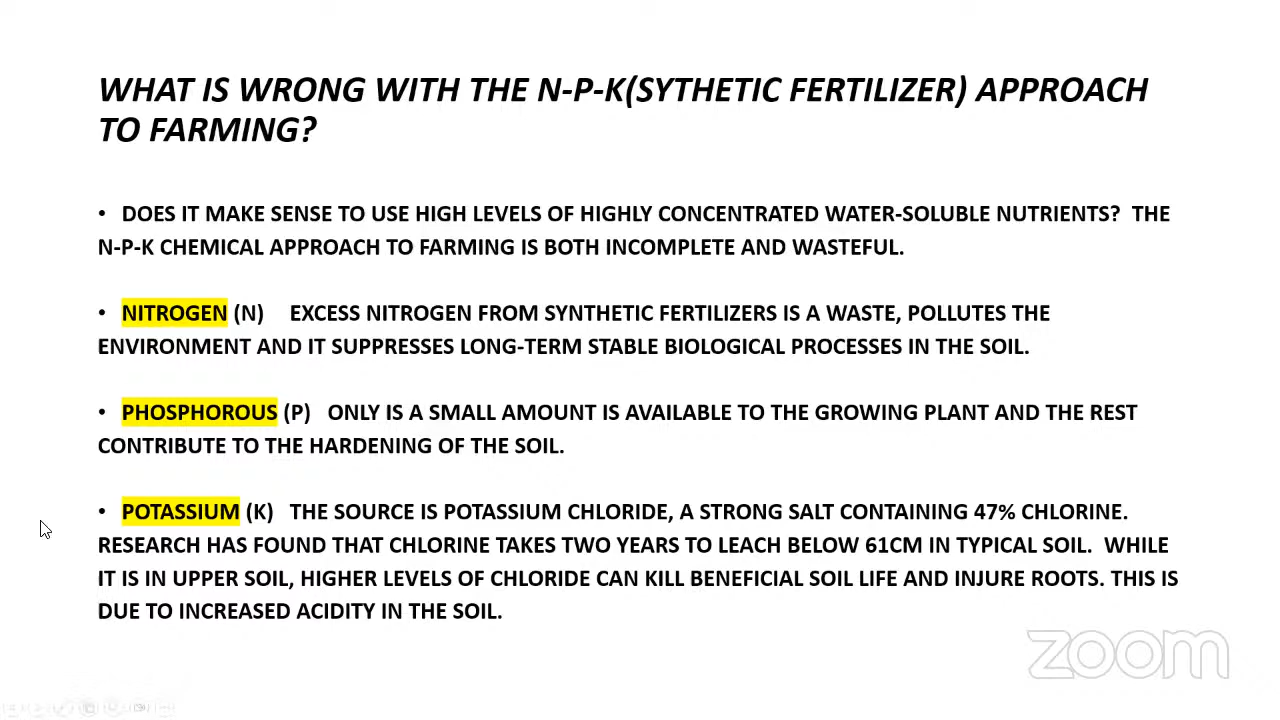 WHAT IS WRONG WITH THE N-P-K(SYTHETIC FERTILIZER) APPROACH
TO FARMING?
• DOES IT MAKE SENSE TO USE HIGH LEVELS OF HIGHLY CONCENTRATED WATER-SOLUBLE NUTRIENTS? THE
N-P-K CHEMICAL APPROACH TO FARMING IS BOTH INCOMPLETE AND WASTEFUL.
• NITROGEN (N) EXCESS NITROGEN FROM SYNTHETIC FERTILIZERS IS A WASTE, POLLUTES THE
ENVIRONMENT AND IT SUPPRESSES LONG-TERM STABLE BIOLOGICAL PROCESSES IN THE SOIL.
• PHOSPHOROUS (P) ONLY IS A SMALL AMOUNT IS AVAILABLE TO THE GROWING PLANT AND THE REST
CONTRIBUTE TO THE HARDENING OF THE SOIL.
• POTASSIUM (K) THE SOURCE IS POTASSIUM CHLORIDE, A STRONG SALT CONTAINING 47% CHLORINE.
RESEARCH HAS FOUND THAT CHLORINE TAKES TWO YEARS TO LEACH BELOW 61CM IN TYPICAL SOIL. WHILE
IT IS IN UPPER SOIL, HIGHER LEVELS OF CHLORIDE CAN KILL BENEFICIAL SOIL LIFE AND INJURE ROOTS. THIS IS
DUE TO INCREASED ACIDITY IN THE SOIL.
zoom